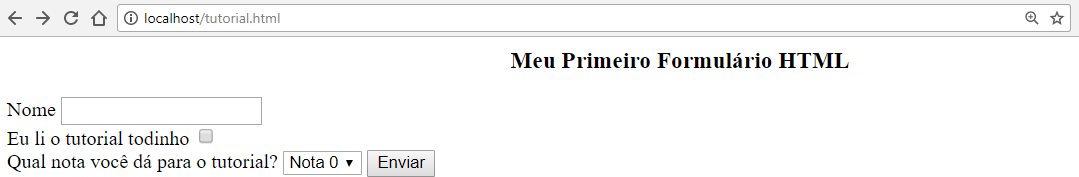 localhost/tutorial.html
Meu Primeiro Formulário HTML
Nome
Eu li o tutorial todinho
Qual nota você dá para o tutorial? Nota 0 Enviar